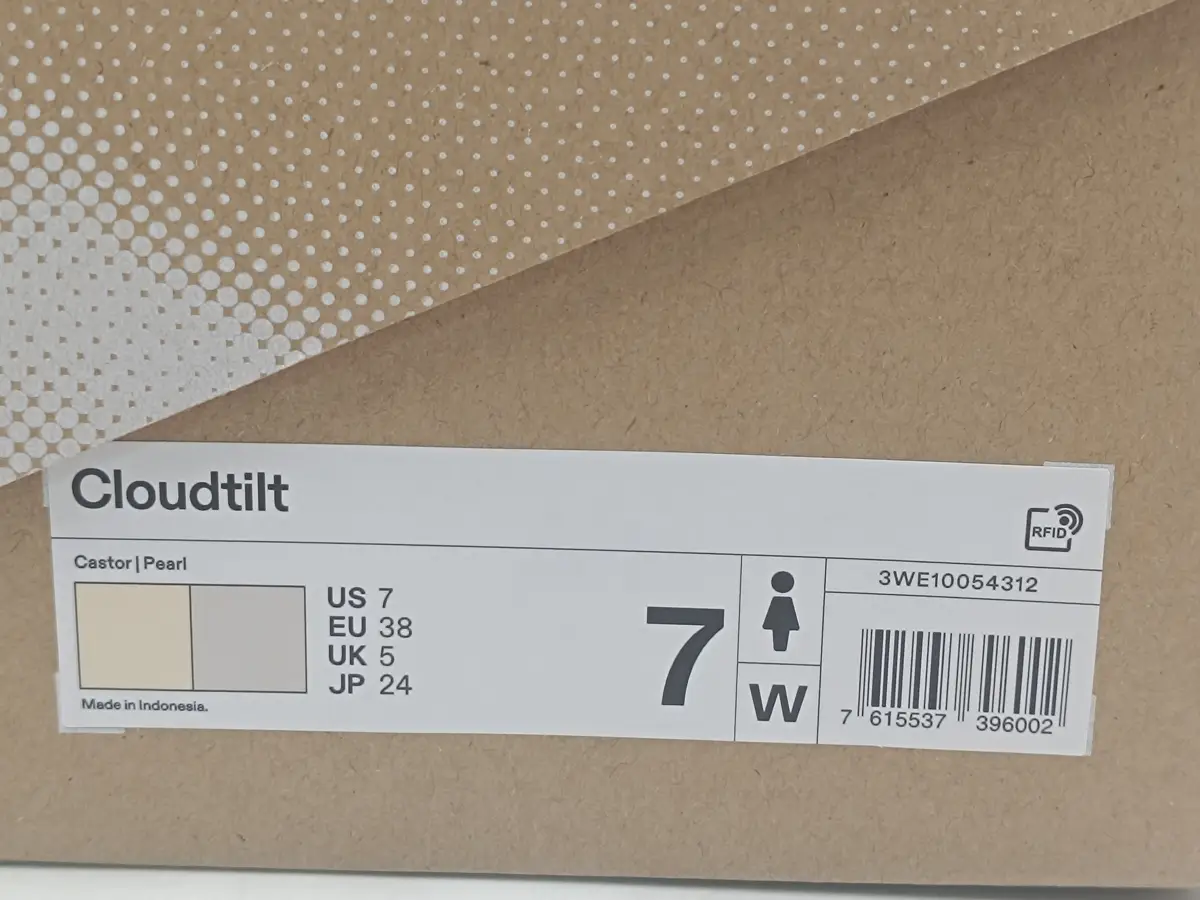 Cloudtilt
RFID
Castor | Pearl
US 7
EU 38
UK 5
JP 24
Made in Indonesia.
7
W
3WE10054312
7 615537 396002